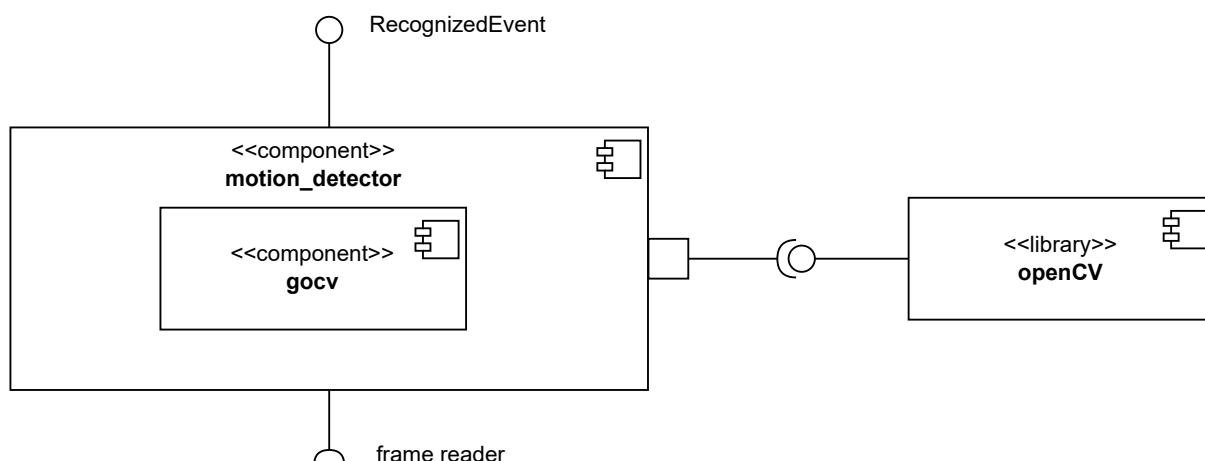 RecognizedEvent
<<component>>
motion_detector
<<component>>
gocv
<<library>>
openCV
frame reader